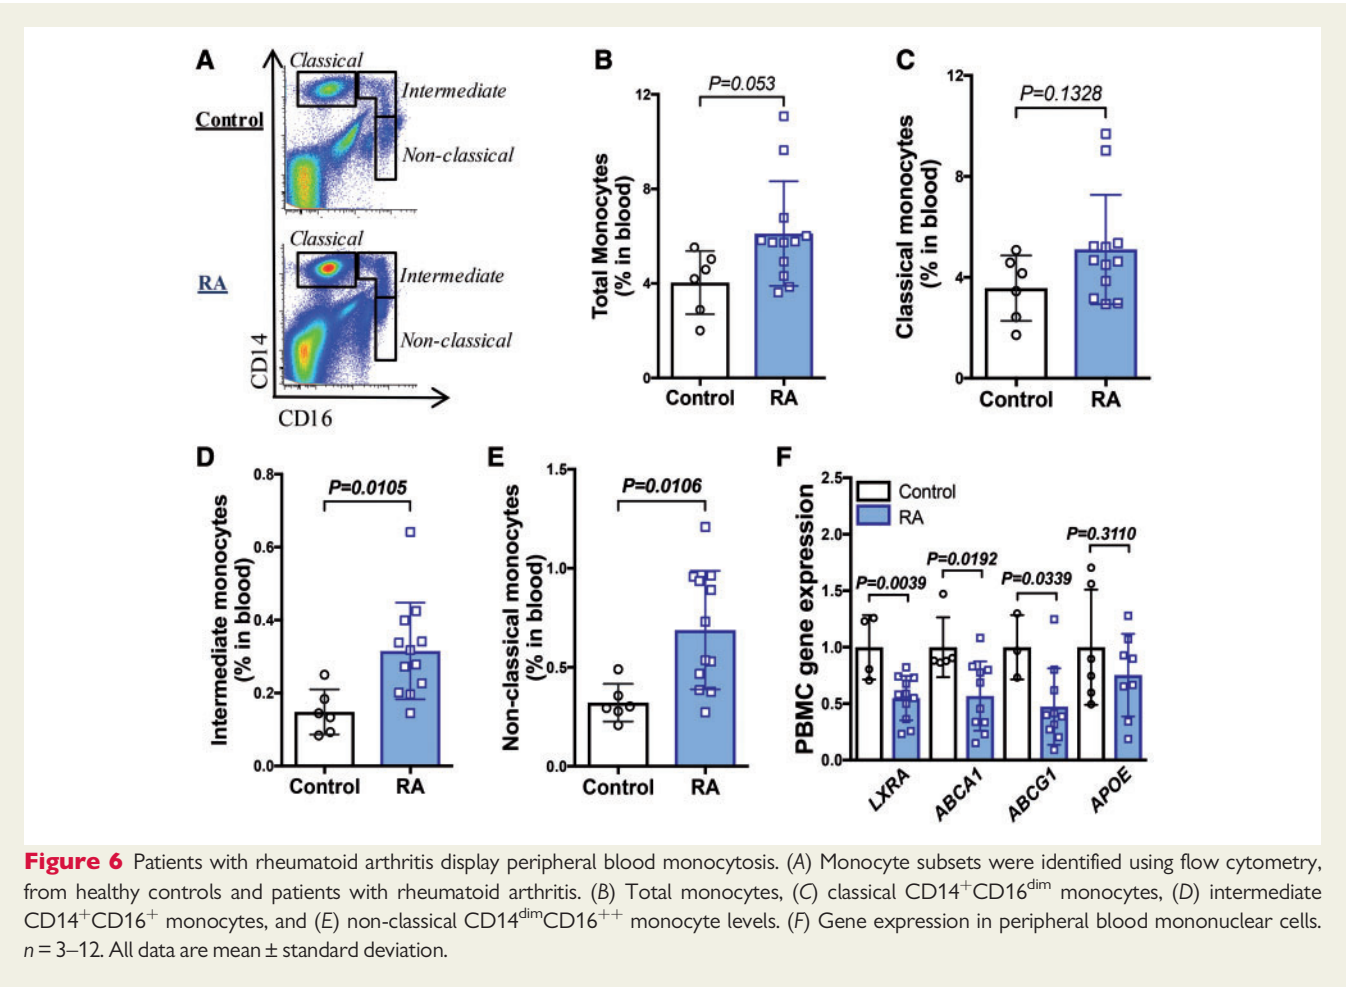 A
Classical
Intermediate
Control
Non-classical
Classical
Intermediate
RA
Non-classical
CD14
CD16
B
P=0.053
Total Monocytes
(% in blood)
12
8
4
0
Control RA
C
P=0.1328
Classical monocytes
(% in blood)
12
8
4
0
Control RA
D
P=0.0105
Intermediate monocytes
(% in blood)
0.8
0.6
0.4
0.2
0.0
Control RA
E
P=0.0106
Non-classical monocytes
(% in blood)
1.5
1.0
0.5
0.0
Control RA
F
Control
RA
PBMC gene expression
2.5
2.0
1.5
1.0
0.5
0.0
P=0.0039
P=0.0192
P=0.0339
P=0.3110
LXRA ABCA1 ABCG1 APOE
Figure 6 Patients with rheumatoid arthritis display peripheral blood monocytosis. (A) Monocyte subsets were identified using flow cytometry,
from healthy controls and patients with rheumatoid arthritis. (B) Total monocytes, (C) classical CD14+CD16dim monocytes, (D) intermediate
CD14+CD16+ monocytes, and (E) non-classical CD14dimCD16++ monocyte levels. (F) Gene expression in peripheral blood mononuclear cells.
n = 3–12. All data are mean ± standard deviation.